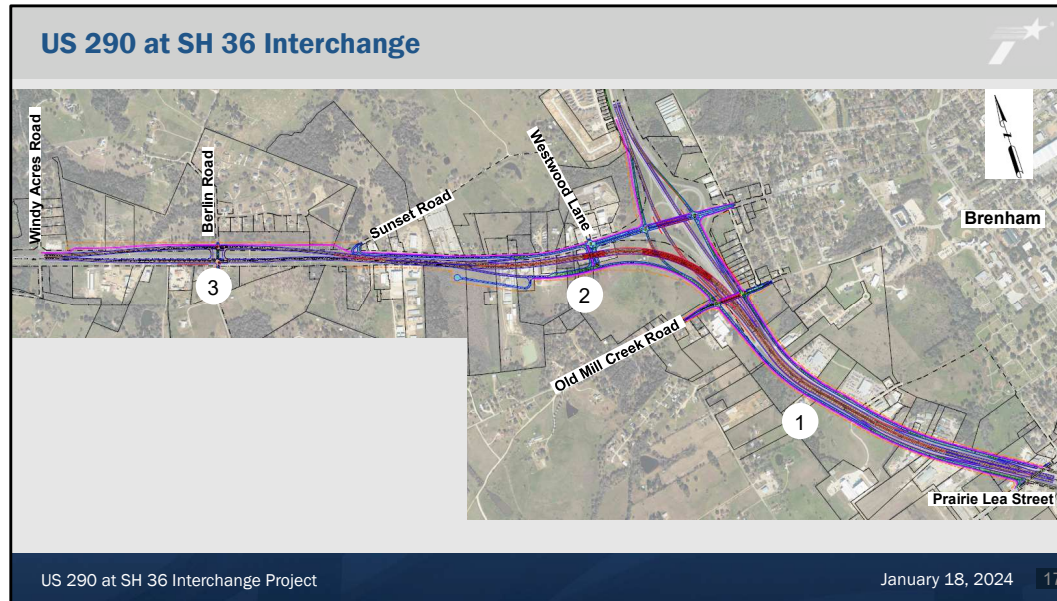 US 290 at SH 36 Interchange
Windy Acres Road
Berlin Road
Sunset Road
Westwood Lane
Brenham
3
2
Old Mill Creek Road
1
Prairie Lea Street
US 290 at SH 36 Interchange Project
January 18, 2024
17